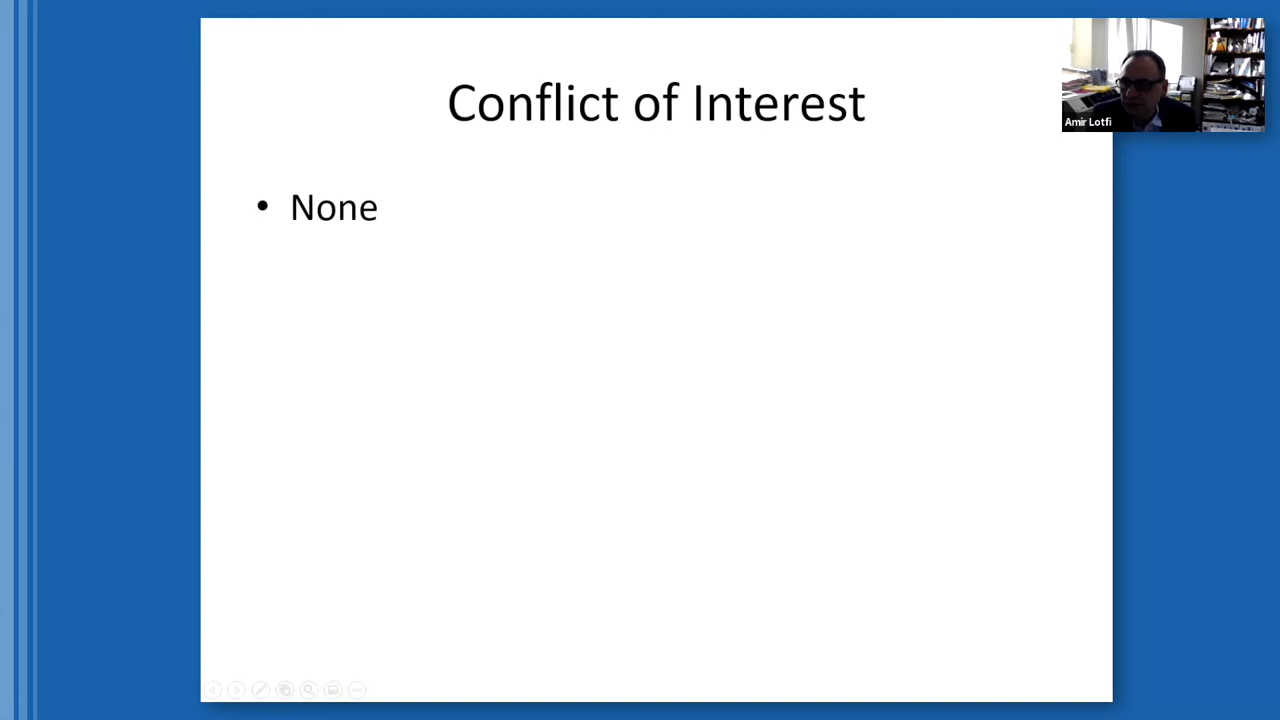 Conflict of Interest
• None
Amir Lotfi